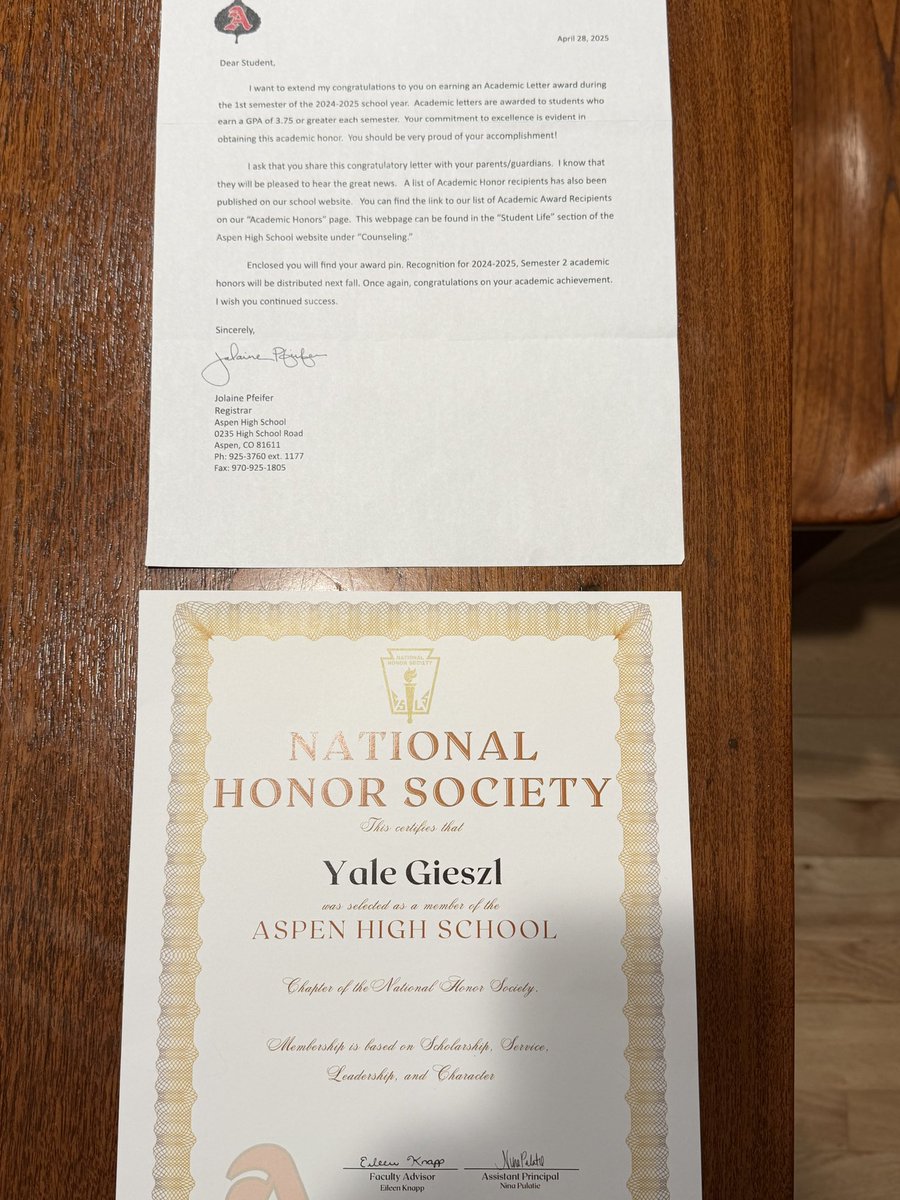 A
April 28, 2025
Dear Student,
I want to extend my congratulations to you on earning an Academic Letter award during
the 1st semester of the 2024-2025 school year. Academic letters are awarded to students who
earn a GPA of 3.75 or greater each semester. Your commitment to excellence is evident in
obtaining this academic honor. You should be very proud of your accomplishment!
I ask that you share this congratulatory letter with your parents/guardians. I know that
they will be pleased to hear the great news. A list of Academic Honor recipients has also been
published on our school website. You can find the link to our list of Academic Award Recipients
on our “Academic Honors” page. This webpage can be found in the “Student Life” section of the
Aspen High School website under “Counseling.”
Enclosed you will find your award pin. Recognition for 2024-2025, Semester 2 academic
honors will be distributed next fall. Once again, congratulations on your academic achievement.
I wish you continued success.
Sincerely,
Jolaine Pfeifer
Jolaine Pfeifer
Registrar
Aspen High School
0235 High School Road
Aspen, CO 81611
Ph: 925-3760 ext. 1177
Fax: 970-925-1805
NATIONAL
HONOR SOCIETY
S L
NATIONAL
HONOR SOCIETY
This certifies that
Yale Gieszl
was selected as a member of the
ASPEN HIGH SCHOOL
Chapter of the National Honor Society.
Membership is based on Scholarship, Service,
Leadership, and Character
Eileen Knapp
Nina Pulatie
Faculty Advisor
Assistant Principal
Eileen Knapp
Nina Pulatie
A